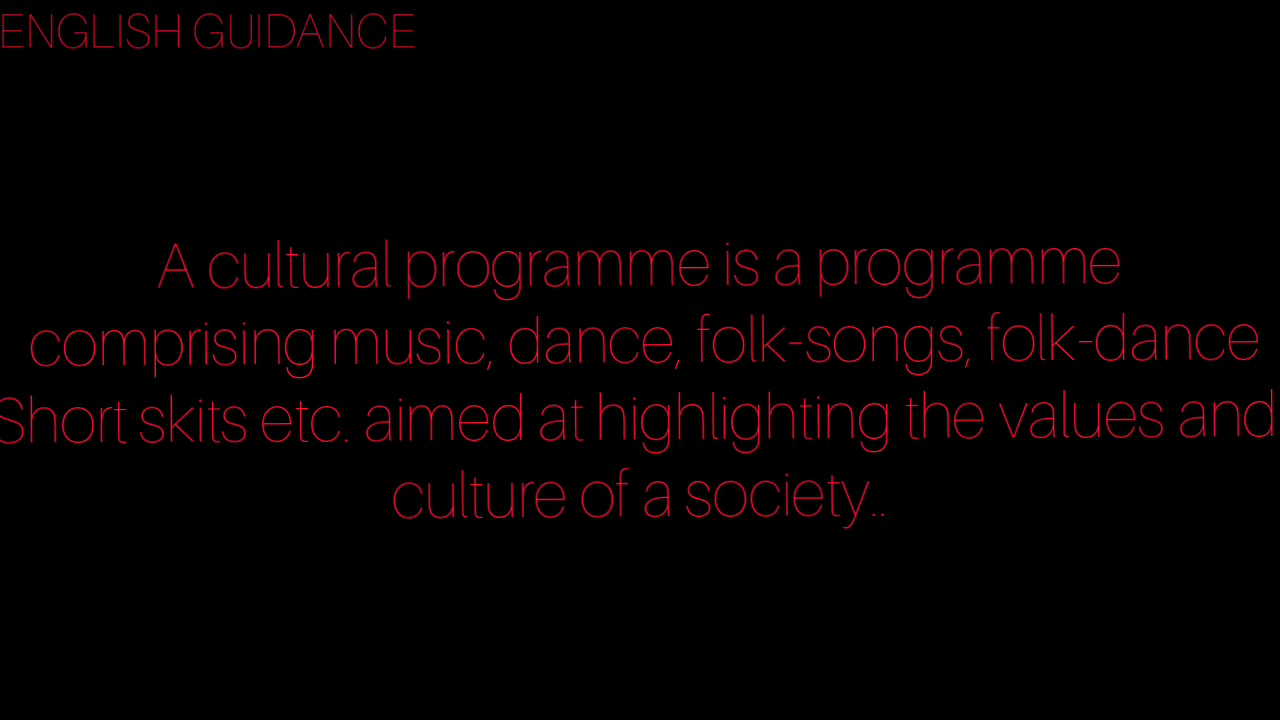 ENGLISH GUIDANCE
A cultural programme is a programme
comprising music, dance, folk-songs, folk-dance
Short skits etc. aimed at highlighting the values and
culture of a society..